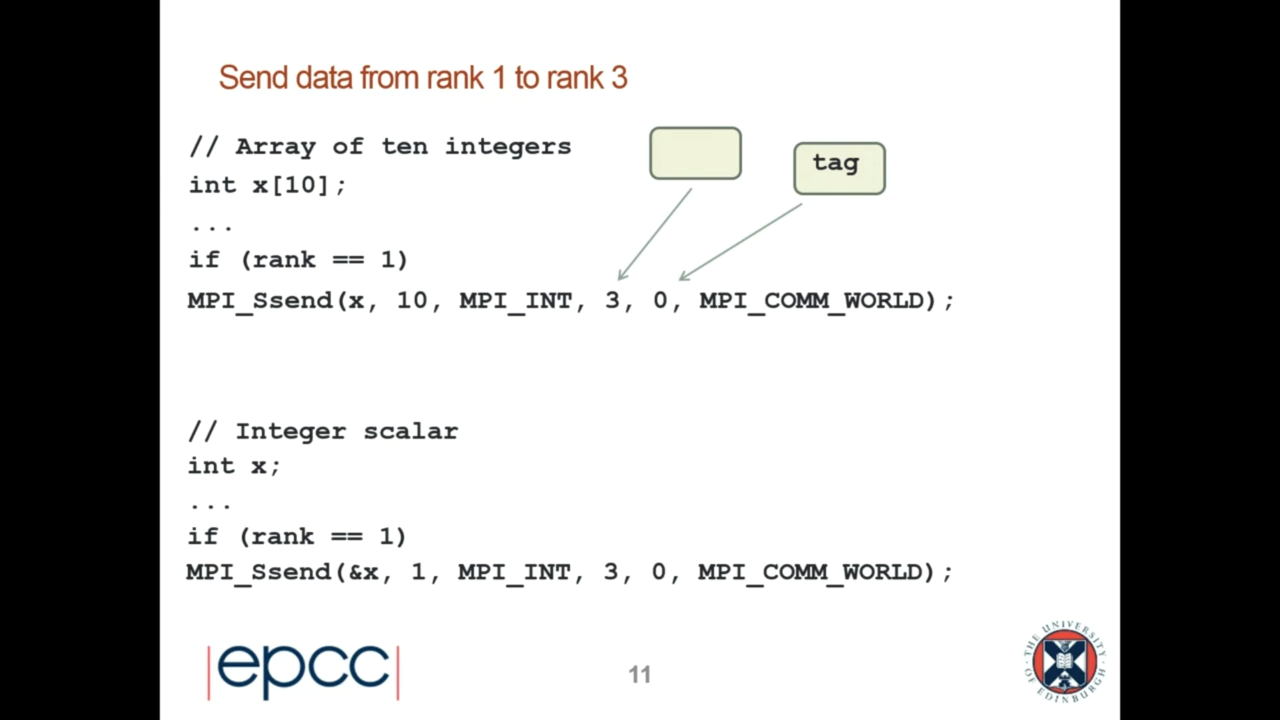 Send data from rank 1 to rank 3
// Array of ten integers
tag
int x[10];
...
if (rank == 1)
MPI_Ssend(x, 10, MPI_INT, 3, 0, MPI_COMM_WORLD);
// Integer scalar
int x;
...
if (rank == 1)
MPI_Ssend(&x, 1, MPI_INT, 3, 0, MPI_COMM_WORLD);
|epcc|
11
THE UNIVERSITY
OF EDINBURGH